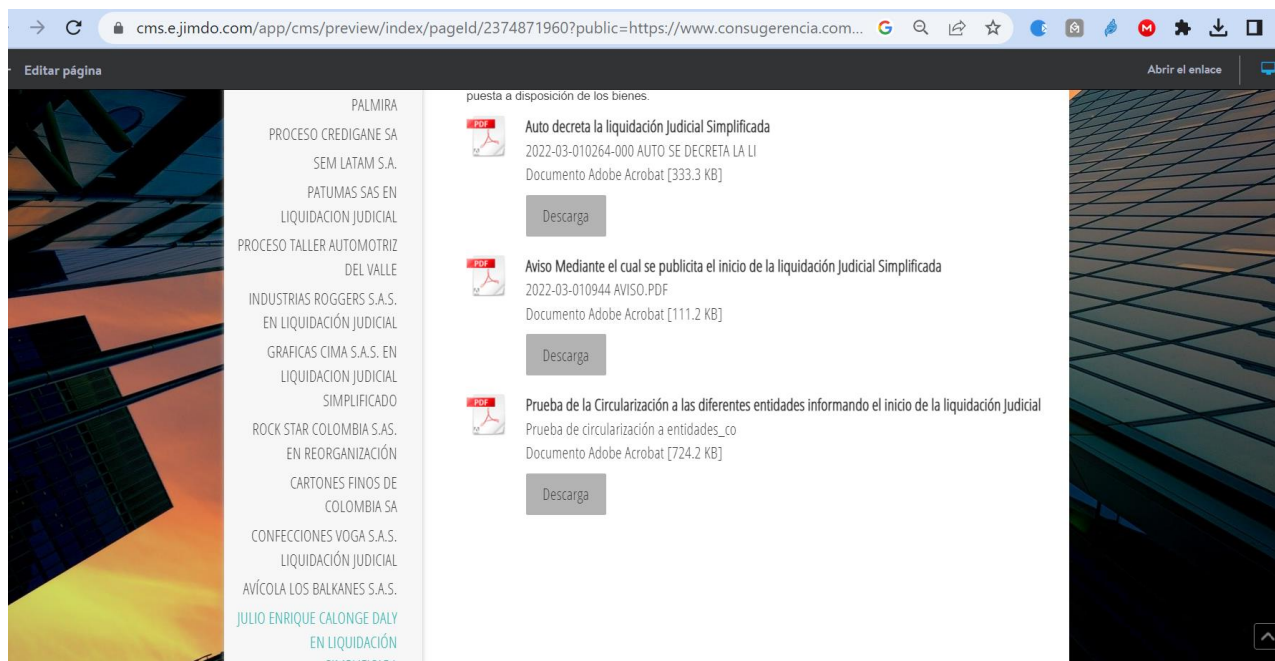 cms.e.jimdo.com/app/cms/preview/index/pageId/2374871960?public=https://www.consugerencia.com...
Editar página
Abrir el enlace
PALMIRA
PROCESO CREDIGANE SA
SEM LATAM S.A.
PATUMAS SAS EN
LIQUIDACION JUDICIAL
PROCESO TALLER AUTOMOTRIZ
DEL VALLE
INDUSTRIAS ROGGERS S.A.S.
EN LIQUIDACIÓN JUDICIAL
GRAFICAS CIMA S.A.S. EN
LIQUIDACION JUDICIAL
SIMPLIFICADO
ROCK STAR COLOMBIA S.AS.
EN REORGANIZACIÓN
CARTONES FINOS DE
COLOMBIA SA
CONFECCIONES VOGA S.A.S.
LIQUIDACIÓN JUDICIAL
AVÍCOLA LOS BALKANES S.A.S.
JULIO ENRIQUE CALONGE DALY
EN LIQUIDACIÓN
puesta a disposición de los bienes.
PDF
Auto decreta la liquidación Judicial Simplificada
2022-03-010264-000 AUTO SE DECRETA LA LI
Documento Adobe Acrobat [333.3 KB]
Descarga
PDF
Aviso Mediante el cual se publicita el inicio de la liquidación Judicial Simplificada
2022-03-010944 AVISO.PDF
Documento Adobe Acrobat [111.2 KB]
Descarga
PDF
Prueba de la Circularización a las diferentes entidades informando el inicio de la liquidación Judicial
Prueba de circularización a entidades_co
Documento Adobe Acrobat [724.2 KB]
Descarga